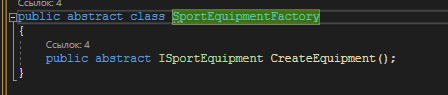 Ссылок: 4
public abstract class SportEquipmentFactory
{
Ссылок: 4
public abstract ISportEquipment CreateEquipment();
}